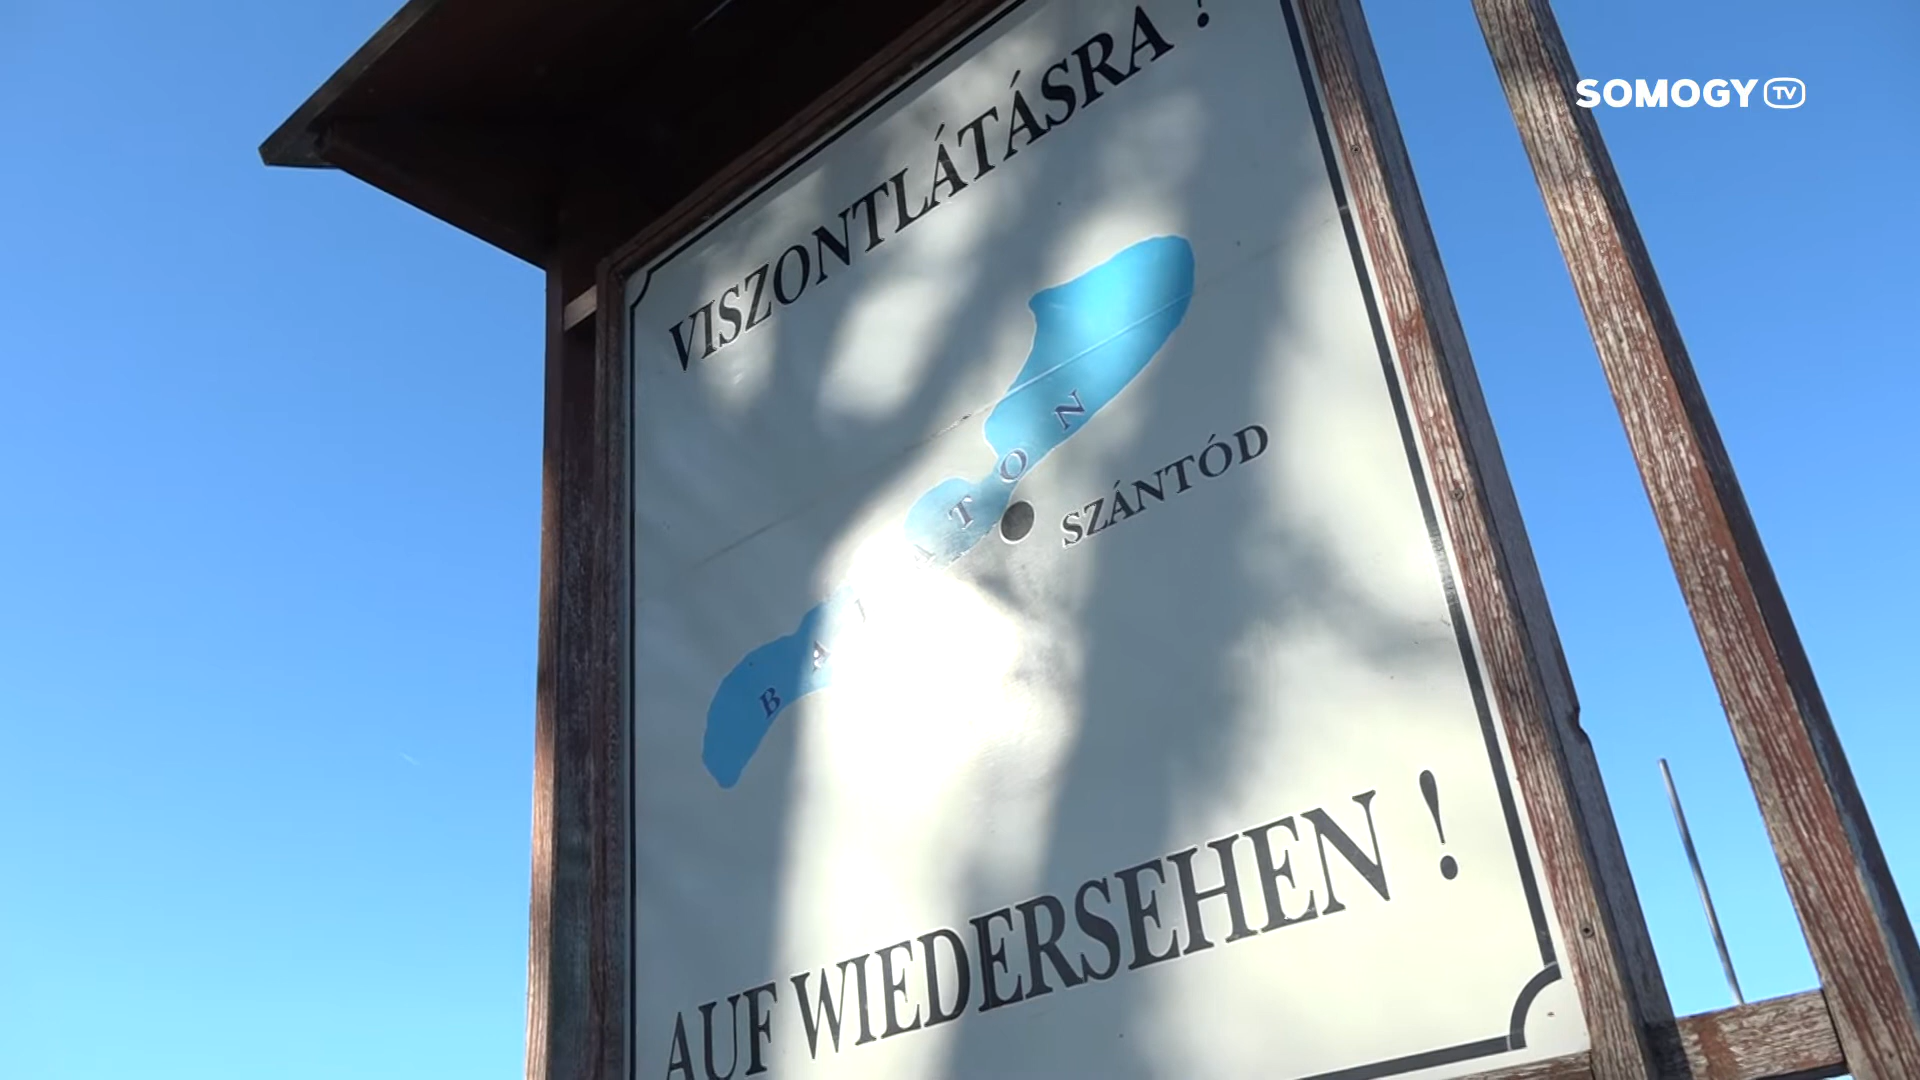 SOMOGY TV
VISZONTLÁTÁSRA !
BALATON
SZÁNTÓD
AUF WIEDERSEHEN !